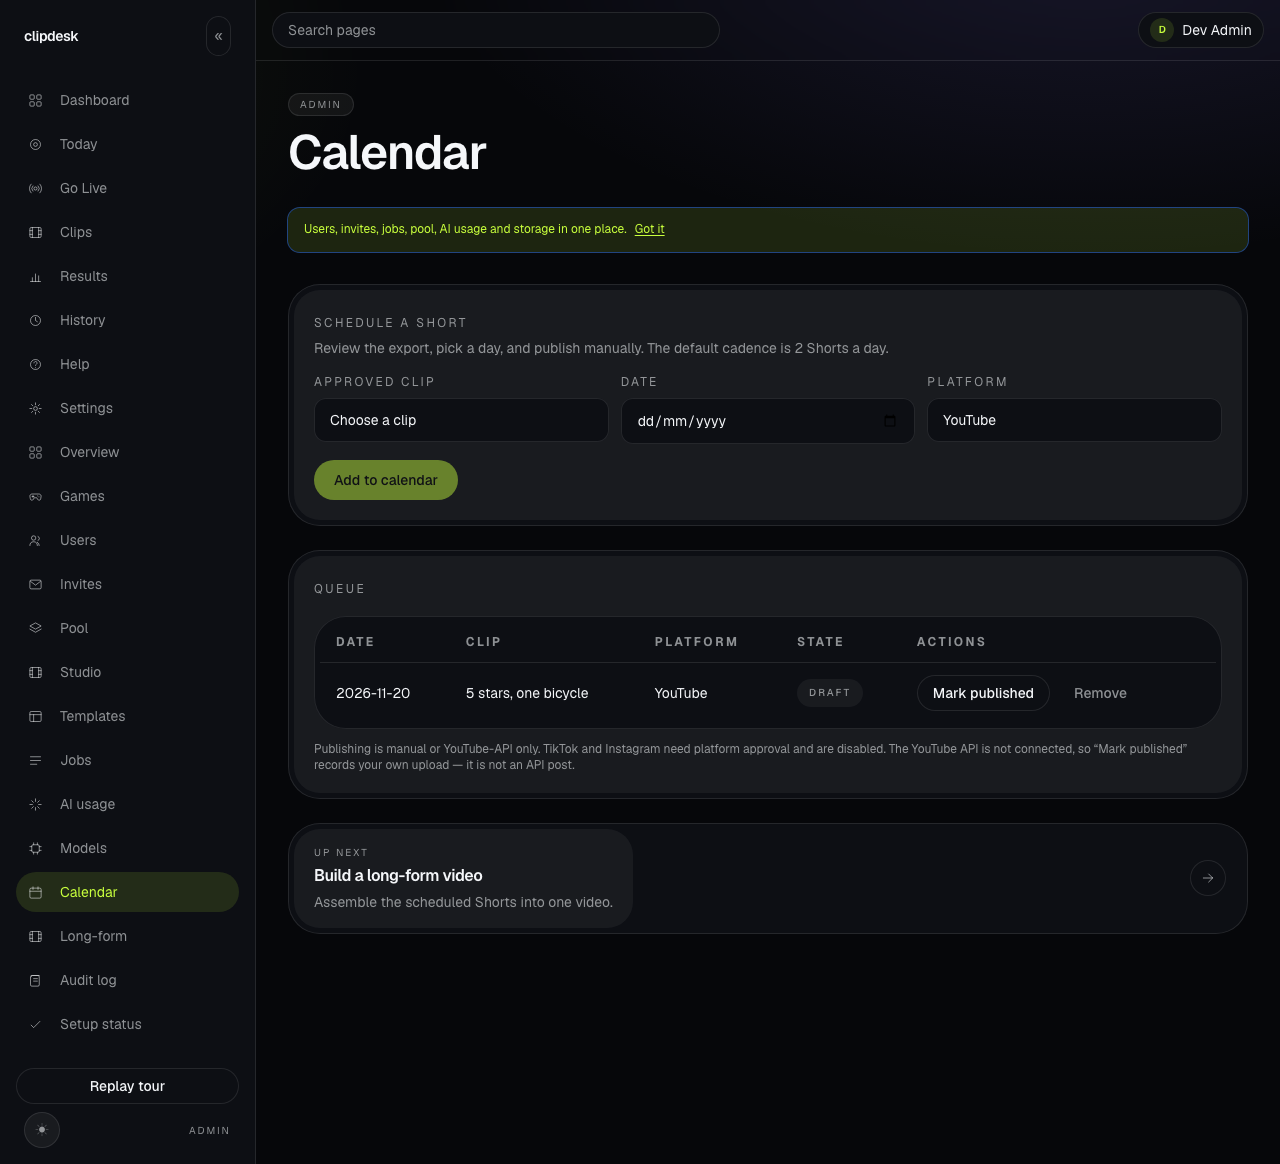 clipdesk
«
Search pages
D
Dev Admin
Dashboard
Today
Go Live
Clips
Results
History
Help
Settings
Overview
Games
Users
Invites
Pool
Studio
Templates
Jobs
AI usage
Models
Calendar
Long-form
Audit log
Setup status
Replay tour
ADMIN
ADMIN
Calendar
Users, invites, jobs, pool, AI usage and storage in one place. Got it
SCHEDULE A SHORT
Review the export, pick a day, and publish manually. The default cadence is 2 Shorts a day.
APPROVED CLIP DATE PLATFORM
Choose a clip dd/mm/yyyy YouTube
Add to calendar
QUEUE
DATE CLIP PLATFORM STATE ACTIONS
2026-11-20 5 stars, one bicycle YouTube DRAFT Mark published Remove
Publishing is manual or YouTube-API only. TikTok and Instagram need platform approval and are disabled. The YouTube API is not connected, so “Mark published”
records your own upload — it is not an API post.
UP NEXT
Build a long-form video
Assemble the scheduled Shorts into one video.